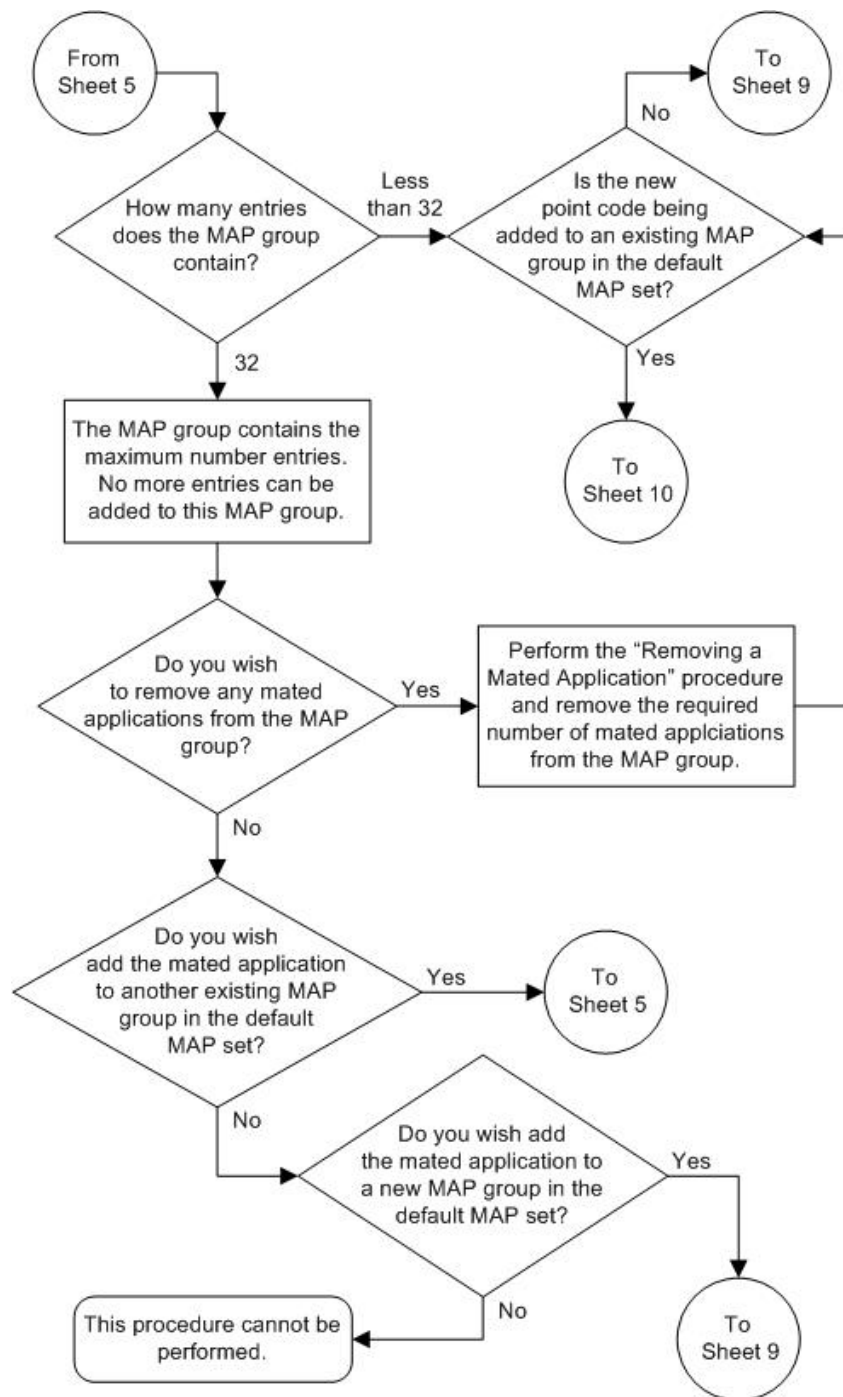 From
Sheet 5
To
Sheet 9
No
How many entries
does the MAP group
contain?
Less
than 32
Is the new
point code being
added to an existing MAP
group in the default
MAP set?
32
Yes
The MAP group contains the
maximum number entries.
No more entries can be
added to this MAP group.
To
Sheet 10
Do you wish
to remove any mated
applications from the MAP
group?
Yes
Perform the “Removing a
Mated Application” procedure
and remove the required
number of mated applciations
from the MAP group.
No
Do you wish
add the mated application
to another existing MAP
group in the default
MAP set?
Yes
To
Sheet 5
No
Do you wish add
the mated application to
a new MAP group in the
default MAP set?
Yes
No
This procedure cannot be
performed.
To
Sheet 9